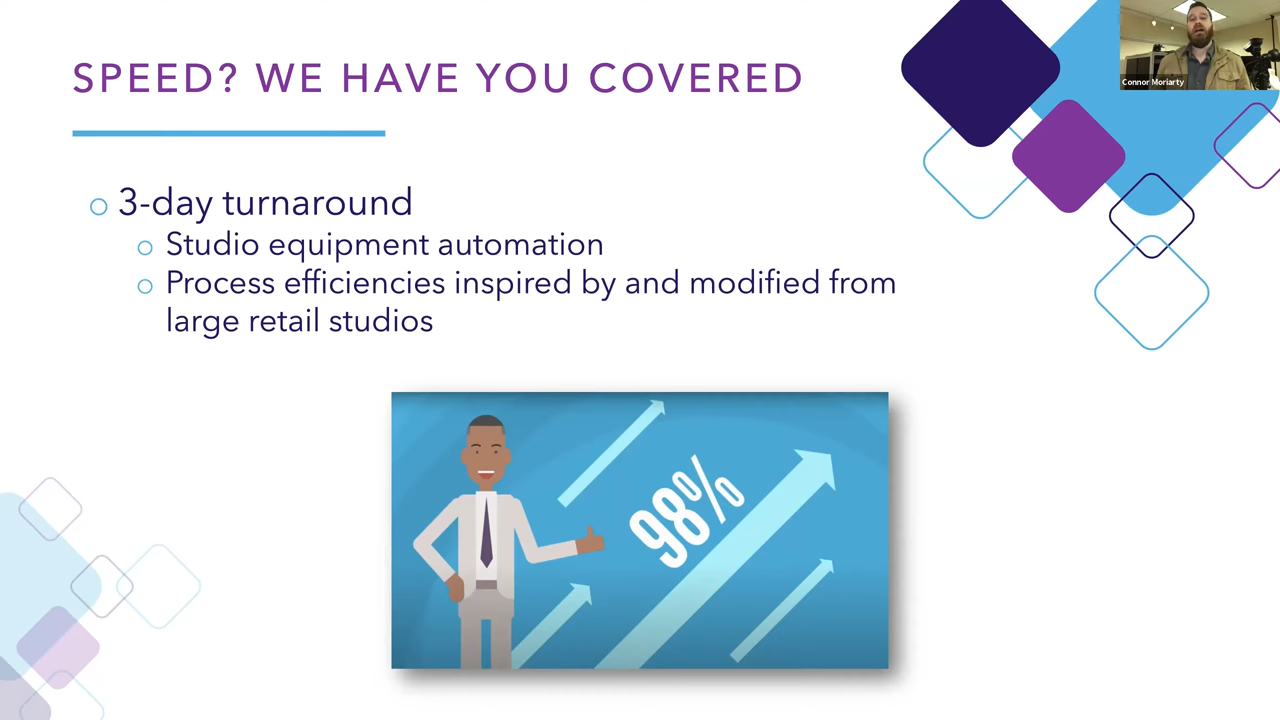 SPEED? WE HAVE YOU COVERED
Connor Moriarty
3-day turnaround
Studio equipment automation
Process efficiencies inspired by and modified from
large retail studios
98%